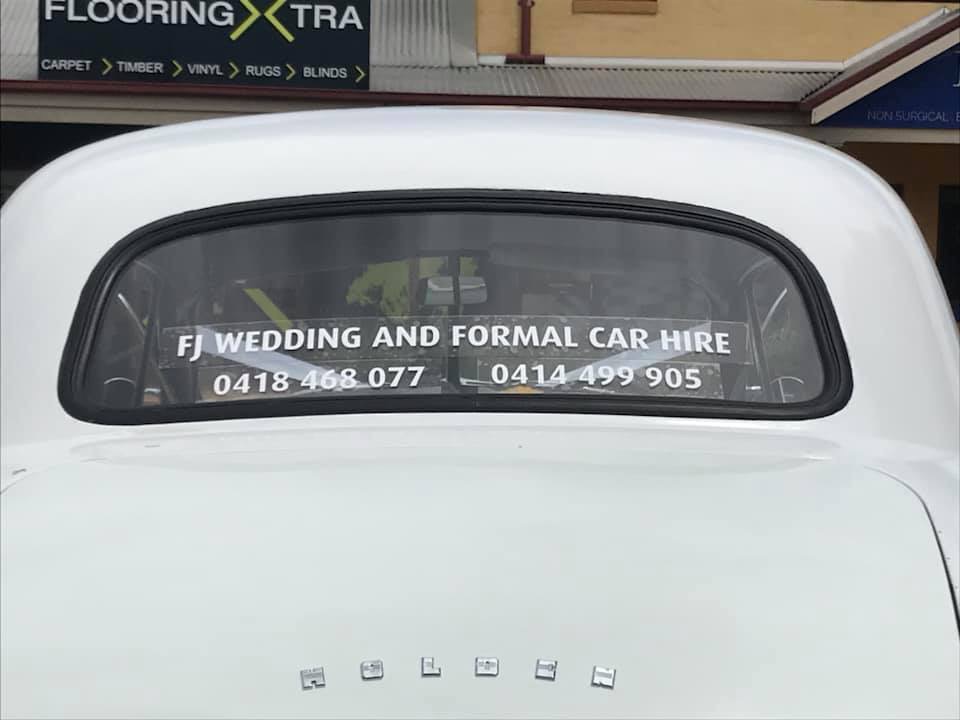 FLOORING XTRA
CARPET > TIMBER > VINYL > RUGS > BLINDS >
NON SURGICAL
FJ WEDDING AND FORMAL CAR HIRE
0418 468 077 0414 499 905
HOLDEN